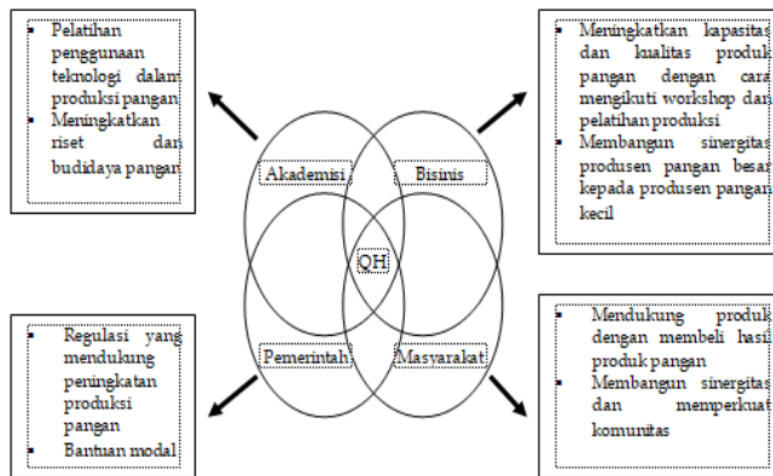 ▪ Pelatihan
penggunaan
teknologi dalam
produksi pangan
▪ Meningkatkan
riset dan
budidaya pangan
▪ Meningkatkan kapasitas
dan kualitas produk
pangan dengan cara
mengikuti workshop dan
pelatihan produksi
▪ Membangun sinergitas
produsen pangan besar
kepada produsen pangan
kecil
Akademisi
Bisinis
QH
Pemerintah
Masyarakat
▪ Regulasi yang
mendukung
peningkatan
produksi
pangan
▪ Bantuan modal
▪ Mendukung produk
dengan membeli hasil
produk pangan
▪ Membangun sinergitas
dan memperkuat
komunitas